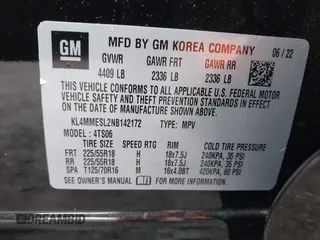 GM
MFD BY GM KOREA COMPANY 06 / 22
GVWR GAWR FRT GAWR RR
4409 LB 2336 LB 2336 LB
THIS VEHICLE CONFORMS TO ALL APPLICABLE U.S. FEDERAL MOTOR
VEHICLE SAFETY AND THEFT PREVENTION STANDARDS IN EFFECT ON THE
DATE OF MANUFACTURE SHOWN ABOVE.
KL4MMESL2NB142172 TYPE: MPV
MODEL: 4TS06
TIRE SIZE SPEED RIM COLD TIRE PRESSURE
FRT 225/55R18 H 18x7.5J 240KPA, 35 PSI
RR 225/55R18 H 18x7.5J 240KPA, 35 PSI
SPA T125/70R16 M 16x4.0BT 420KPA, 60 PSI
SEE OWNER'S MANUAL FOR ADDITIONAL INFORMATION.
DREAMBID